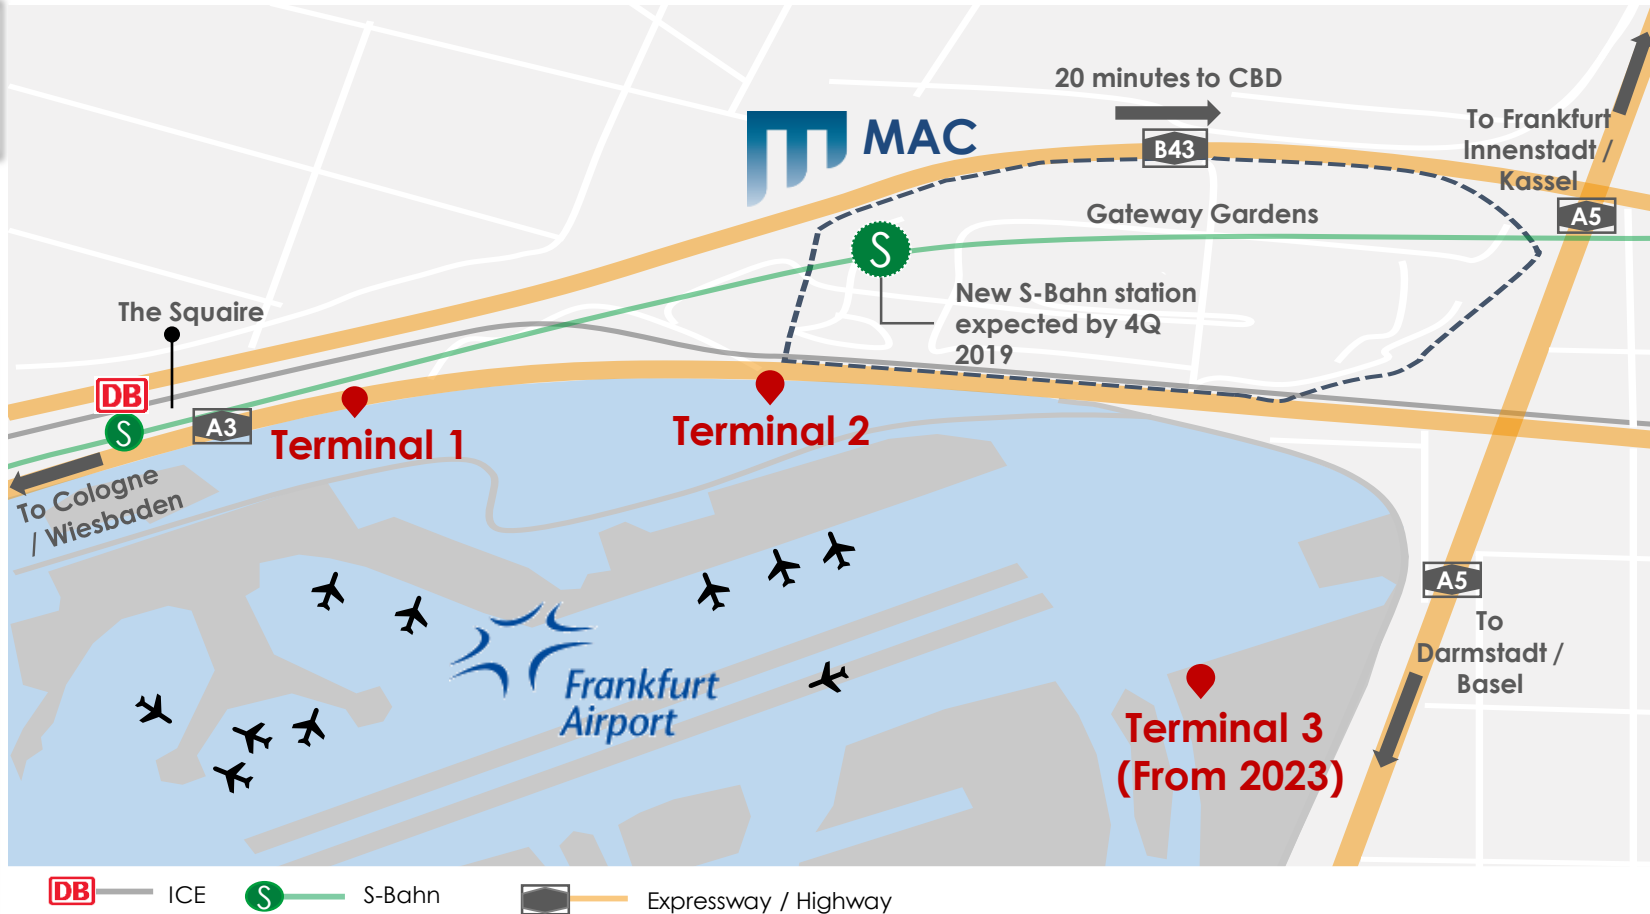 20 minutes to CBD
MAC
B43
To Frankfurt
Innenstadt /
Kassel
A5
Gateway Gardens
S
New S-Bahn station
expected by 4Q
2019
The Squaire
DB
S
A3
Terminal 1
Terminal 2
To Cologne
/ Wiesbaden
A5
To
Darmstadt /
Basel
Frankfurt
Airport
Terminal 3
(From 2023)
DB ICE
S S-Bahn
Expressway / Highway